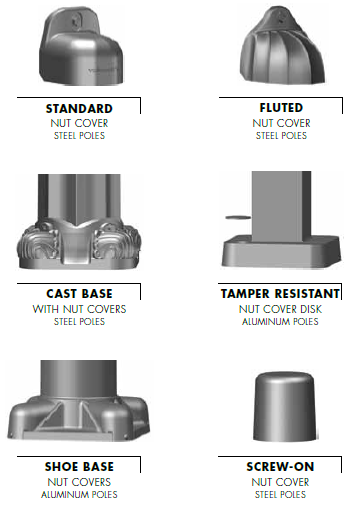 STANDARD
NUT COVER
STEEL POLES
FLUTED
NUT COVER
STEEL POLES
CAST BASE
WITH NUT COVERS
STEEL POLES
TAMPER RESISTANT
NUT COVER DISK
ALUMINUM POLES
SHOE BASE
NUT COVERS
ALUMINUM POLES
SCREW-ON
NUT COVER
STEEL POLES